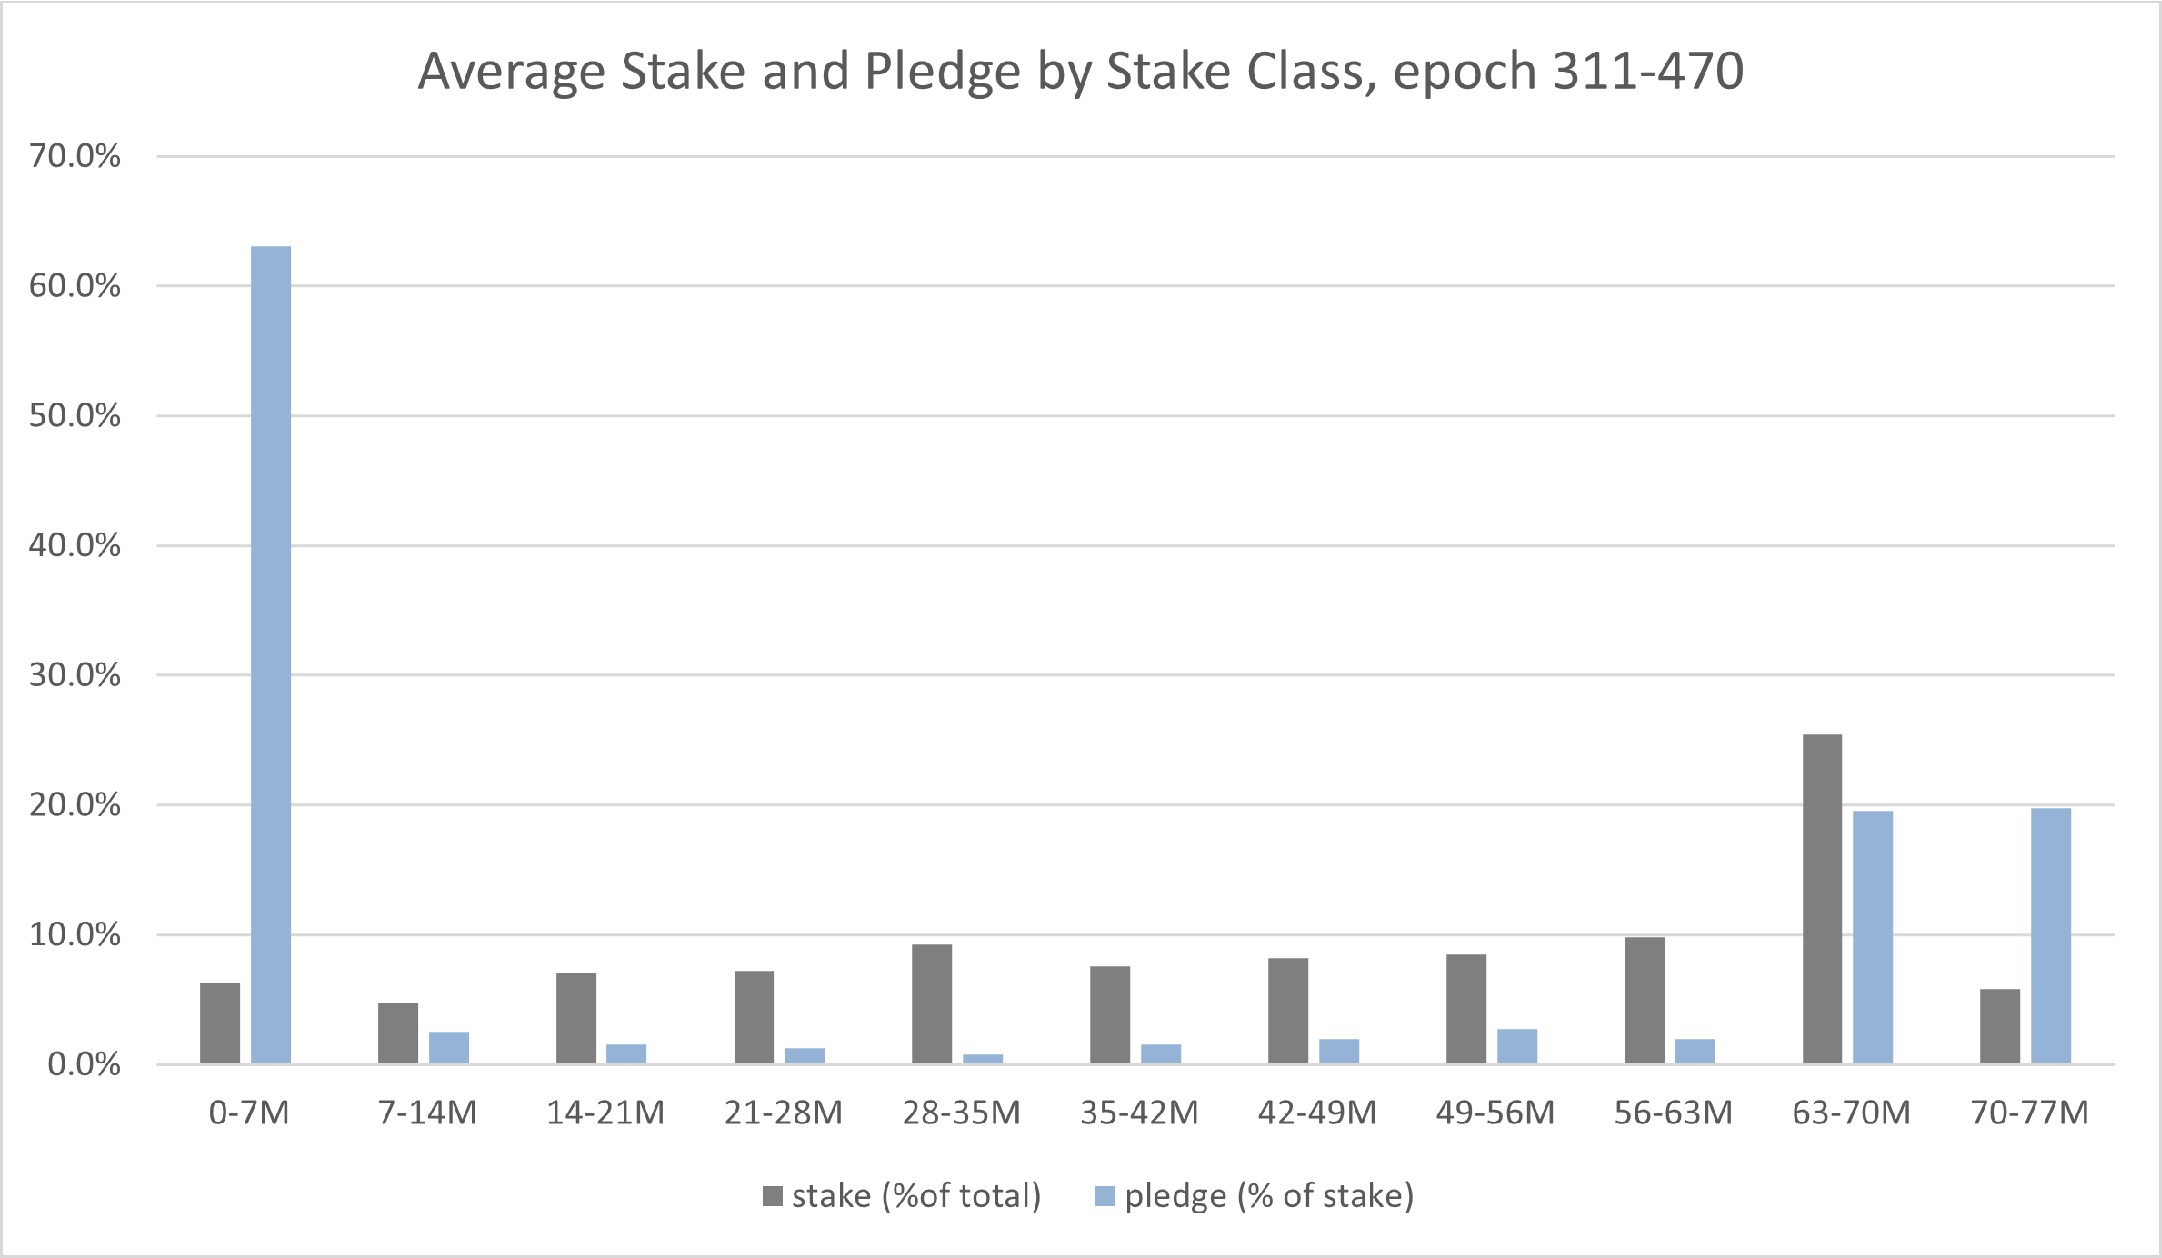 Average Stake and Pledge by Stake Class, epoch 311-470
70.0%
60.0%
50.0%
40.0%
30.0%
20.0%
10.0%
0.0%
0-7M 7-14M 14-21M 21-28M 28-35M 35-42M 42-49M 49-56M 56-63M 63-70M 70-77M
stake (%of total) pledge (% of stake)